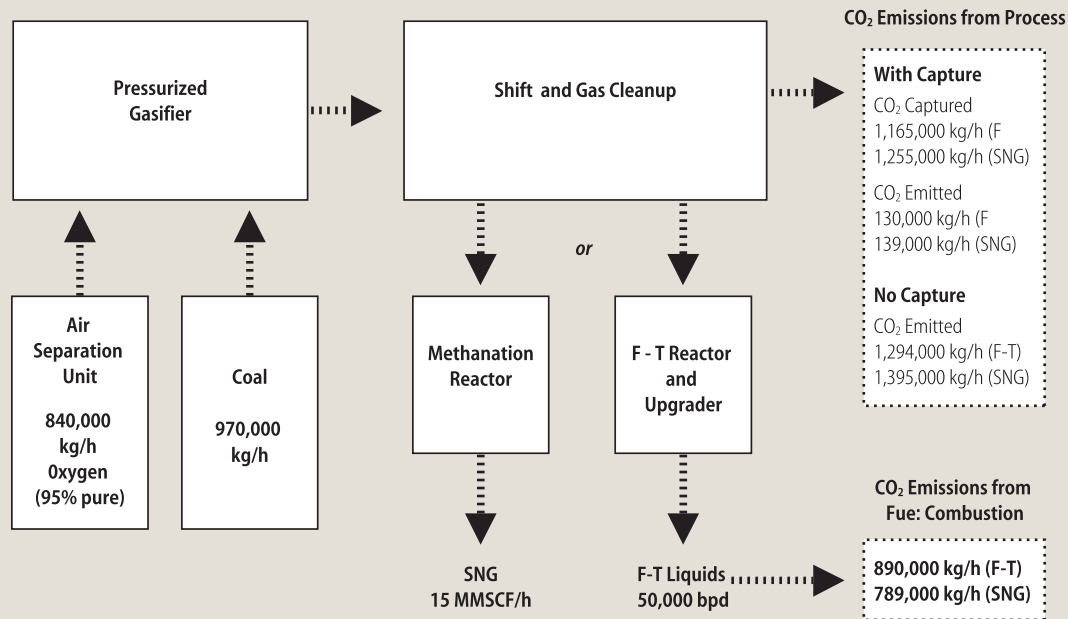 CO₂ Emissions from Process
Pressurized
Gasifier
Shift and Gas Cleanup
With Capture
CO₂ Captured
1,165,000 kg/h (F
1,255,000 kg/h (SNG)
CO₂ Emitted
130,000 kg/h (F
139,000 kg/h (SNG)
No Capture
CO₂ Emitted
1,294,000 kg/h (F-T)
1,395,000 kg/h (SNG)
or
Air
Separation
Unit
840,000
kg/h
0xygen
(95% pure)
Coal
970,000
kg/h
Methanation
Reactor
F - T Reactor
and
Upgrader
SNG
15 MMSCF/h
F-T Liquids
50,000 bpd
CO₂ Emissions from
Fue: Combustion
890,000 kg/h (F-T)
789,000 kg/h (SNG)